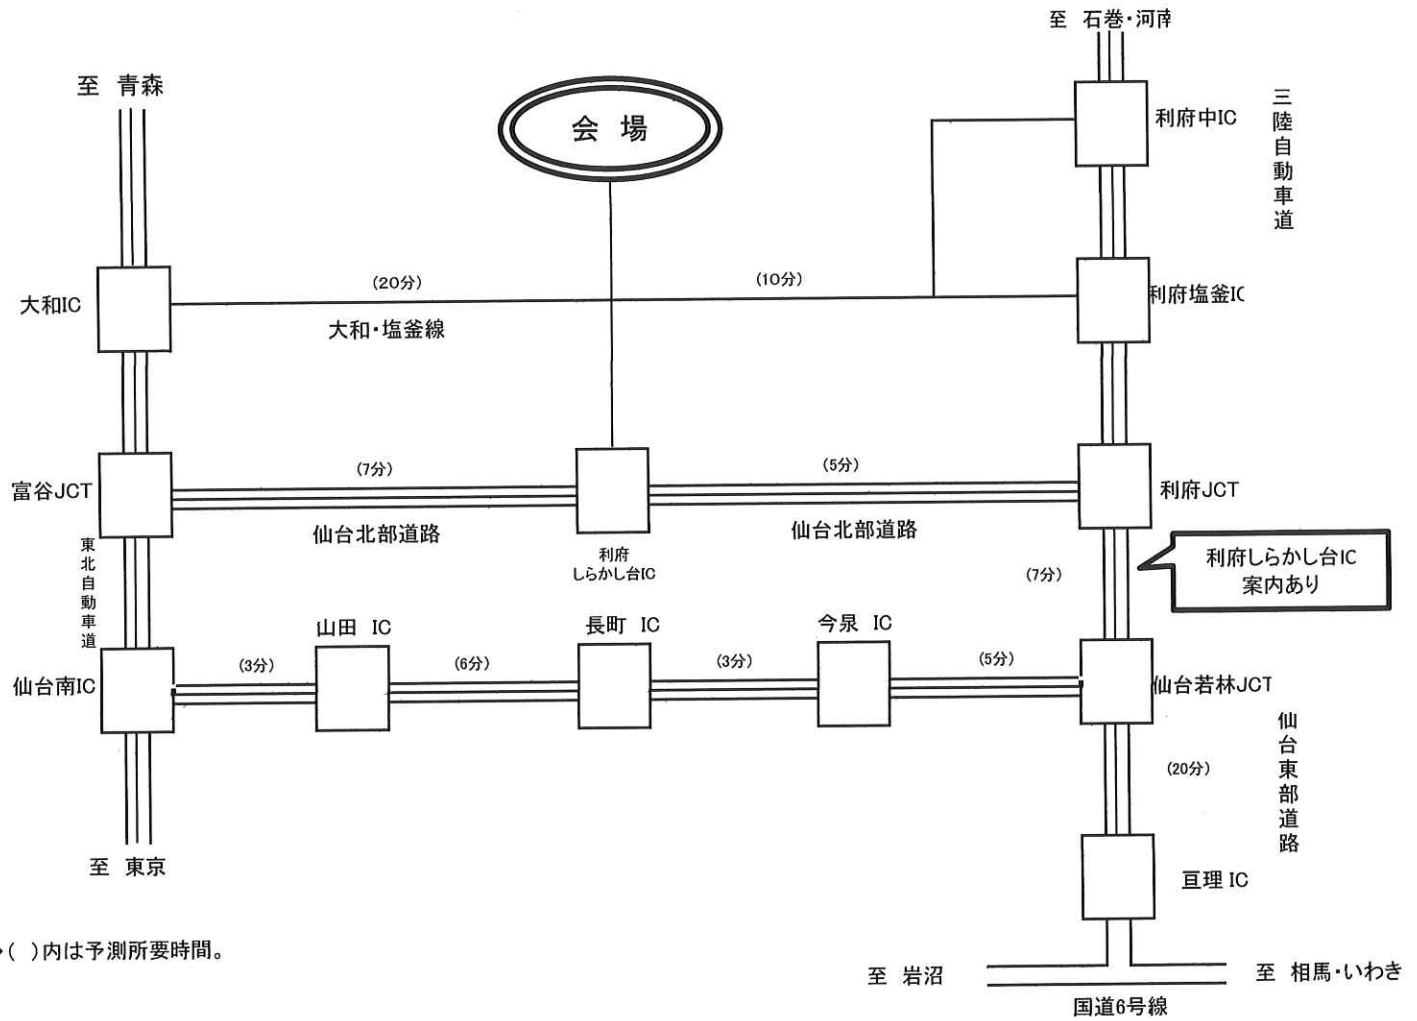 至 石巻・河南
至 青森
会 場
利府中IC
三陸自動車道
大和IC
(20分)
(10分)
利府塩釜IC
大和・塩釜線
富谷JCT
(7分)
(5分)
利府JCT
仙台北部道路
仙台北部道路
利府
しらかし台IC
東北自動車道
(7分)
利府しらかし台IC
案内あり
山田 IC
長町 IC
今泉 IC
仙台南IC
(3分)
(6分)
(3分)
(5分)
仙台若林JCT
仙台東部道路
(20分)
至 東京
亘理 IC
( )内は予測所要時間。
至 岩沼
至 相馬・いわき
国道6号線